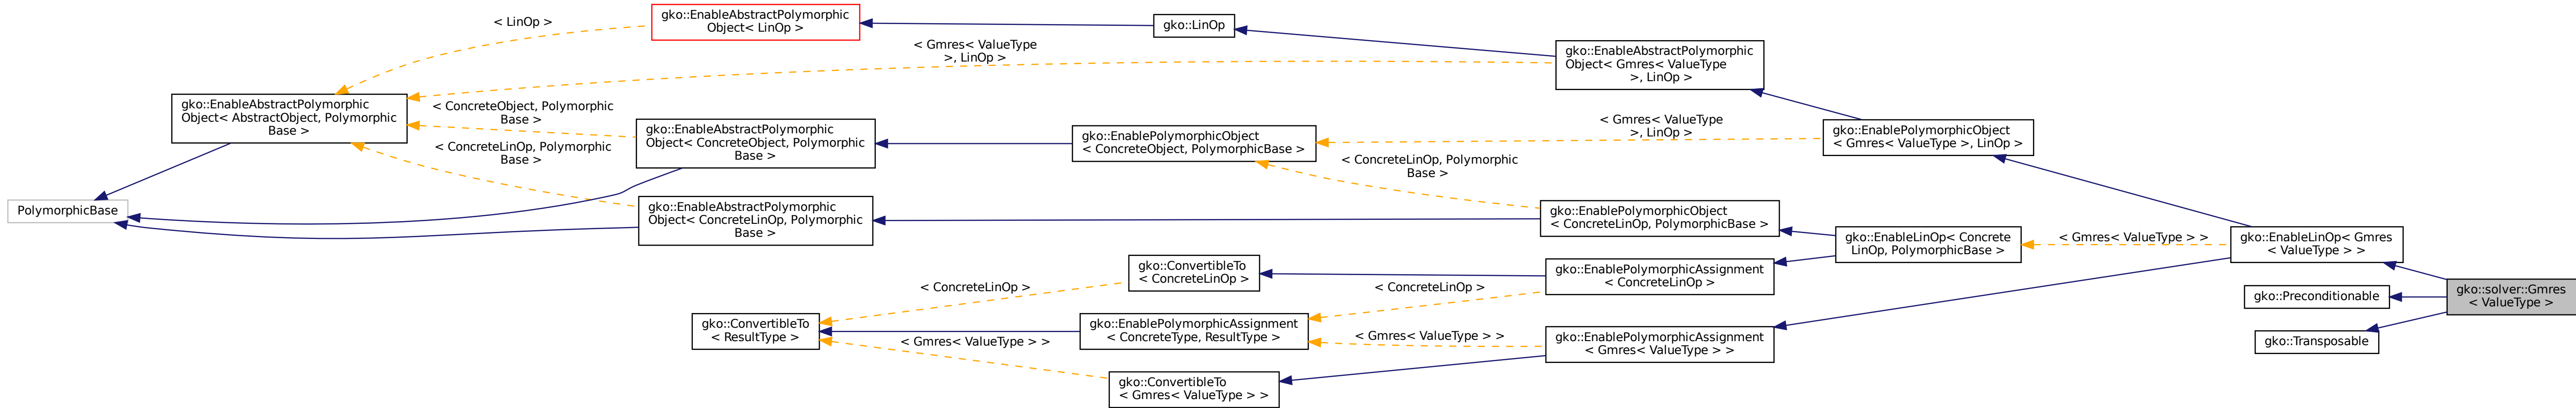 gko::EnableAbstractPolymorphic
Object< LinOp >
< LinOp >
gko::LinOp
< Gmres< ValueType
>, LinOp >
gko::EnableAbstractPolymorphic
Object< Gmres< ValueType
>, LinOp >
gko::EnableAbstractPolymorphic
Object< AbstractObject, Polymorphic
Base >
< ConcreteObject, Polymorphic
Base >
gko::EnableAbstractPolymorphic
Object< ConcreteObject, Polymorphic
Base >
gko::EnablePolymorphicObject
< ConcreteObject, PolymorphicBase >
< Gmres< ValueType
>, LinOp >
gko::EnablePolymorphicObject
< Gmres< ValueType >, LinOp >
< ConcreteLinOp, Polymorphic
Base >
< ConcreteLinOp, Polymorphic
Base >
PolymorphicBase
gko::EnableAbstractPolymorphic
Object< ConcreteLinOp, Polymorphic
Base >
gko::EnablePolymorphicObject
< ConcreteLinOp, PolymorphicBase >
gko::EnableLinOp< Concrete
LinOp, PolymorphicBase >
< Gmres< ValueType > >
gko::EnableLinOp< Gmres
< ValueType > >
gko::ConvertibleTo
< ConcreteLinOp >
gko::EnablePolymorphicAssignment
< ConcreteLinOp >
< ConcreteLinOp >
< ConcreteLinOp >
gko::Preconditionable
gko::solver::Gmres
< ValueType >
gko::ConvertibleTo
< ResultType >
gko::EnablePolymorphicAssignment
< ConcreteType, ResultType >
< Gmres< ValueType > >
< Gmres< ValueType > >
gko::EnablePolymorphicAssignment
< Gmres< ValueType > >
gko::Transposable
gko::ConvertibleTo
< Gmres< ValueType > >